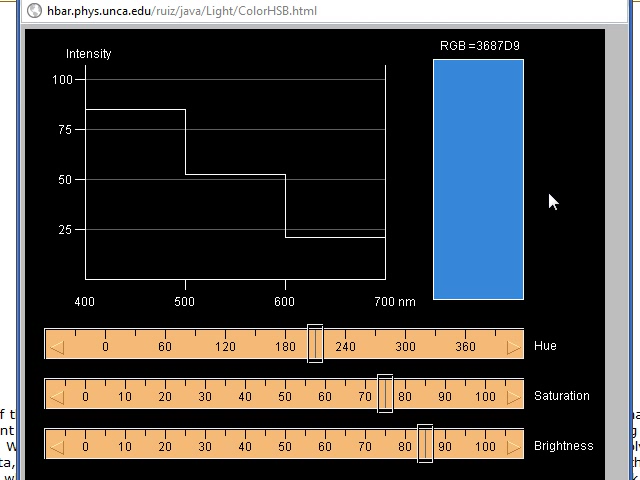 hbar.phys.unca.edu/ruiz/java/Light/ColorHSB.html
Intensity
RGB =3687D9
100
75
50
25
400 500 600 700 nm
0 60 120 180 240 300 360 Hue
0 10 20 30 40 50 60 70 80 90 100 Saturation
0 10 20 30 40 50 60 70 80 90 100 Brightness